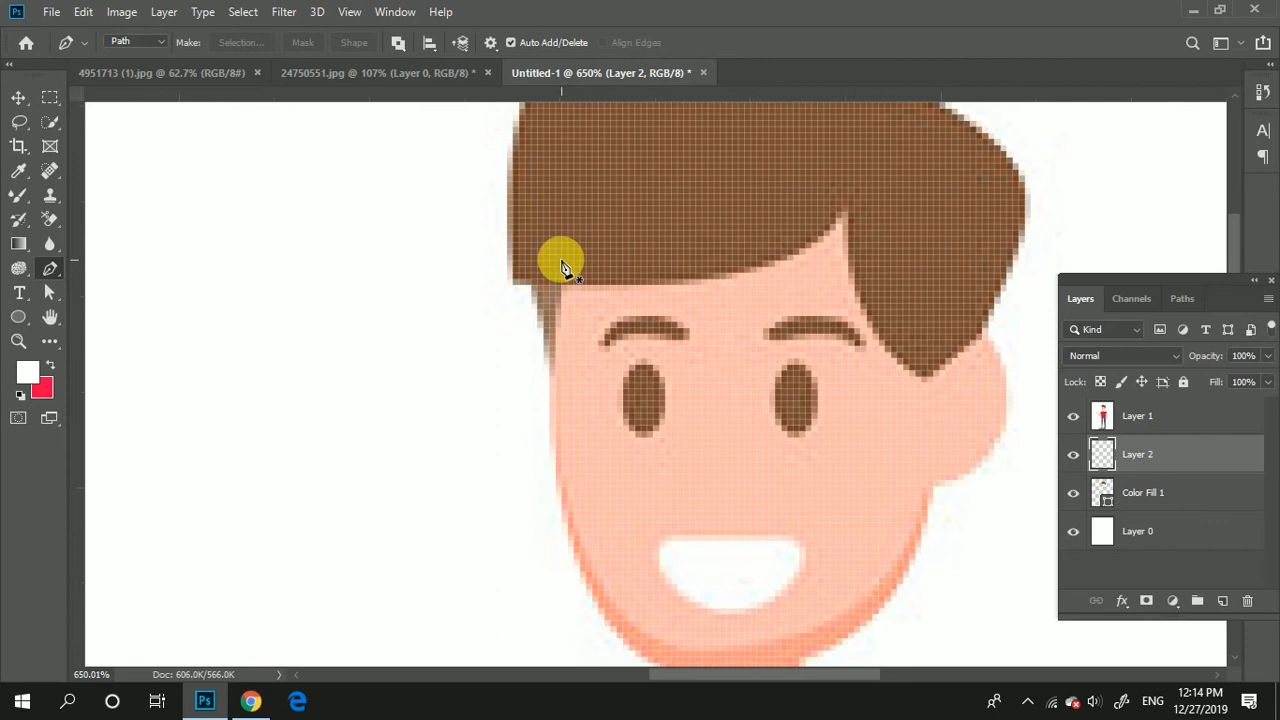 Ps File Edit Image Layer Type Select Filter 3D View Window Help
Path Make: Selection... Mask Shape Auto Add/Delete Align Edges
4951713 (1).jpg @ 62.7% (RGB/8#) 24750551.jpg @ 107% (Layer 0, RGB/8) * Untitled-1 @ 650% (Layer 2, RGB/8) *
A
T
Layers Channels Paths
Kind T
Normal Opacity: 100%
Lock: Fill: 100%
Layer 1
Layer 2
Color Fill 1
Layer 0
fx
650.01% Doc: 606.0K/566.0K
Ps ENG 12:14 PM
12/27/2019